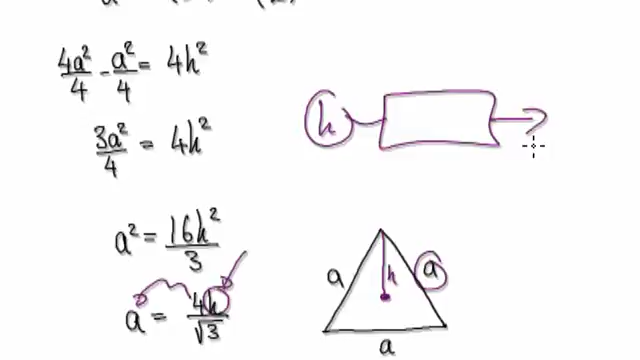 4a²/4 - a²/4 = 4h²
3a²/4 = 4h²
h
a² = 16h²/3
a = 4h/√3
a h a
a